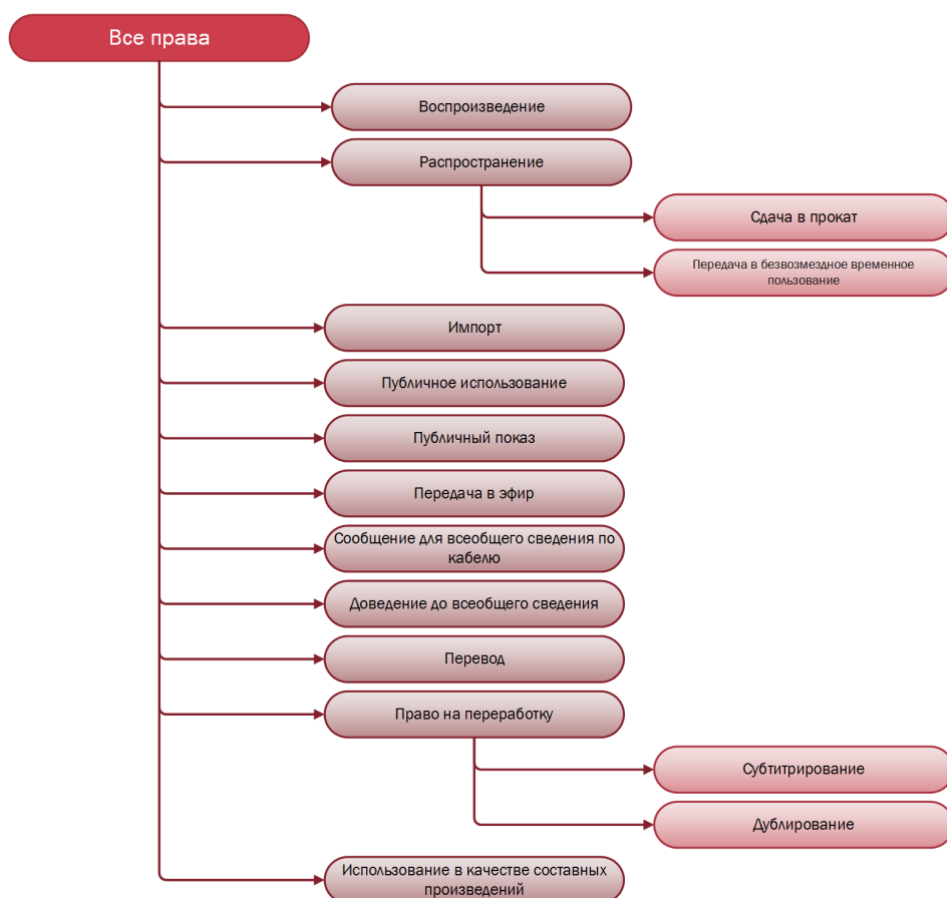 Все права
Воспроизведение
Распространение
Сдача в прокат
Передача в безвозмездное временное
пользование
Импорт
Публичное использование
Публичный показ
Передача в эфир
Сообщение для всеобщего сведения по
кабелю
Доведение до всеобщего сведения
Перевод
Право на переработку
Субтитрирование
Дублирование
Использование в качестве составных
произведений